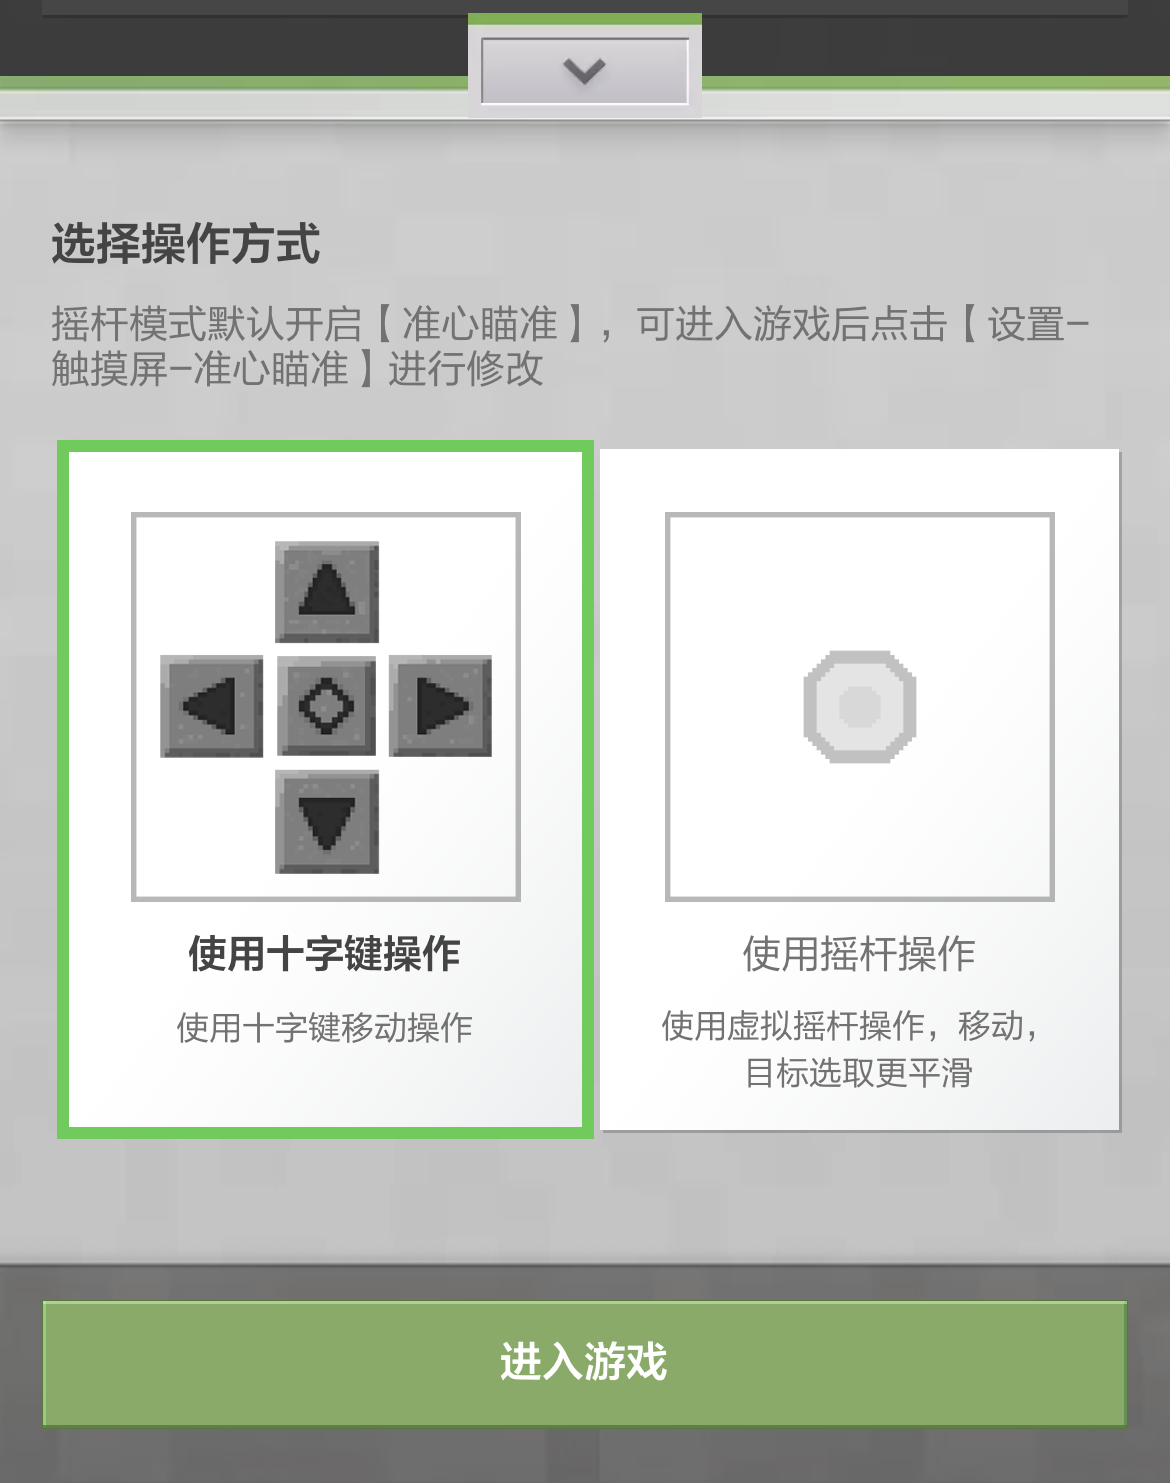 选择操作方式
摇杆模式默认开启【准心瞄准】，可进入游戏后点击【设置-
触摸屏-准心瞄准】进行修改
使用十字键操作
使用十字键移动操作
使用摇杆操作
使用虚拟摇杆操作，移动，
目标选取更平滑
进入游戏